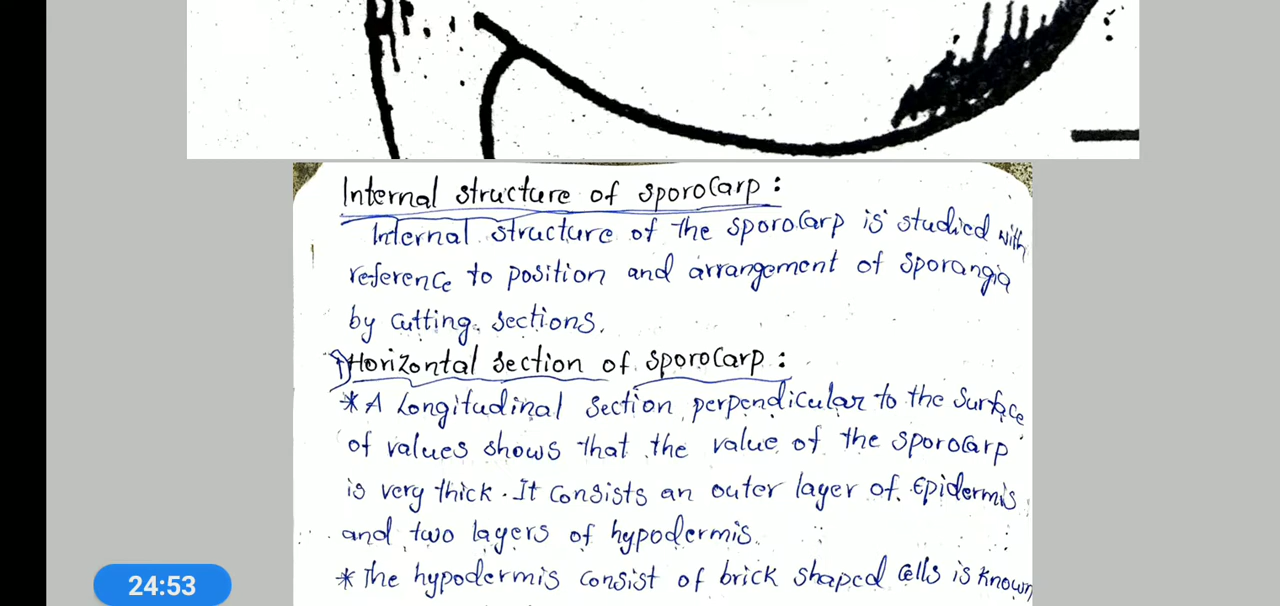 Internal structure of sporocarp :
Internal structure of the sporocarp is studied with
reference to position and arrangement of sporangia
by cutting sections.
1) Horizontal section of sporocarp :
* A Longitudinal section perpendicular to the surface
of values shows that the value of the sporocarp
is very thick. It consists an outer layer of Epidermis
and two layers of hypodermis.
* The hypodermis consist of brick shaped cells is known
24:53